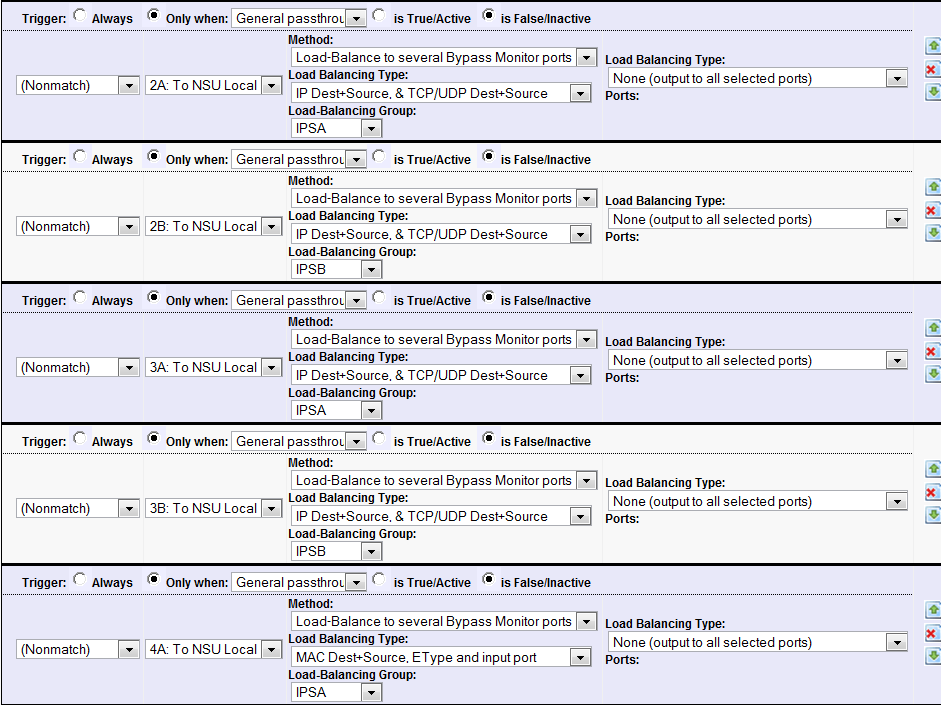 Trigger: Always Only when: General passthrou is True/Active is False/Inactive
Method:
Load-Balance to several Bypass Monitor ports Load Balancing Type:
(Nonmatch) 2A: To NSU Local Load Balancing Type: None (output to all selected ports)
IP Dest+Source, & TCP/UDP Dest+Source Ports:
Load-Balancing Group:
IPSA
Trigger: Always Only when: General passthrou is True/Active is False/Inactive
Method:
Load-Balance to several Bypass Monitor ports Load Balancing Type:
(Nonmatch) 2B: To NSU Local Load Balancing Type: None (output to all selected ports)
IP Dest+Source, & TCP/UDP Dest+Source Ports:
Load-Balancing Group:
IPSB
Trigger: Always Only when: General passthrou is True/Active is False/Inactive
Method:
Load-Balance to several Bypass Monitor ports Load Balancing Type:
(Nonmatch) 3A: To NSU Local Load Balancing Type: None (output to all selected ports)
IP Dest+Source, & TCP/UDP Dest+Source Ports:
Load-Balancing Group:
IPSA
Trigger: Always Only when: General passthrou is True/Active is False/Inactive
Method:
Load-Balance to several Bypass Monitor ports Load Balancing Type:
(Nonmatch) 3B: To NSU Local Load Balancing Type: None (output to all selected ports)
IP Dest+Source, & TCP/UDP Dest+Source Ports:
Load-Balancing Group:
IPSB
Trigger: Always Only when: General passthrou is True/Active is False/Inactive
Method:
Load-Balance to several Bypass Monitor ports Load Balancing Type:
(Nonmatch) 4A: To NSU Local Load Balancing Type: None (output to all selected ports)
MAC Dest+Source, EType and input port Ports:
Load-Balancing Group:
IPSA